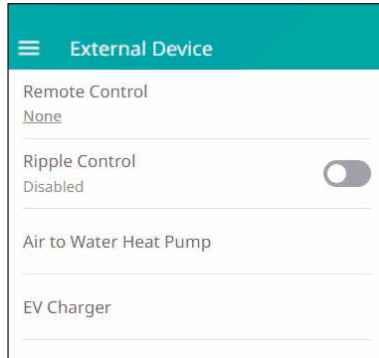 External Device
Remote Control
None
Ripple Control
Disabled
Air to Water Heat Pump
EV Charger